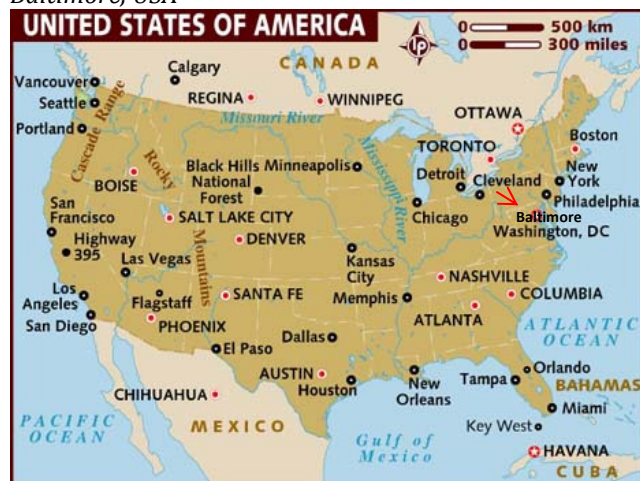 Baltimore, USA
UNITED STATES OF AMERICA
0 500 km
0 300 miles
lp
Calgary
CANADA
Vancouver
REGINA
WINNIPEG
Seattle
OTTAWA
Portland
Cascade Range
Missouri River
TORONTO
Boston
Rocky
Mountains
BOISE
Black Hills
National
Forest
Minneapolis
Mississippi River
Detroit
Cleveland
New
York
Philadelphia
San
Francisco
SALT LAKE CITY
Chicago
Baltimore
Washington, DC
Highway
395
DENVER
Kansas
City
Las Vegas
NASHVILLE
Los
Angeles
Flagstaff
SANTA FE
Memphis
COLUMBIA
San Diego
PHOENIX
ATLANTA
ATLANTIC
OCEAN
El Paso
Dallas
AUSTIN
Houston
New
Orleans
Tampa
Orlando
BAHAMAS
CHIHUAHUA
Miami
PACIFIC
OCEAN
MEXICO
Gulf of
Mexico
Key West
HAVANA
CUBA